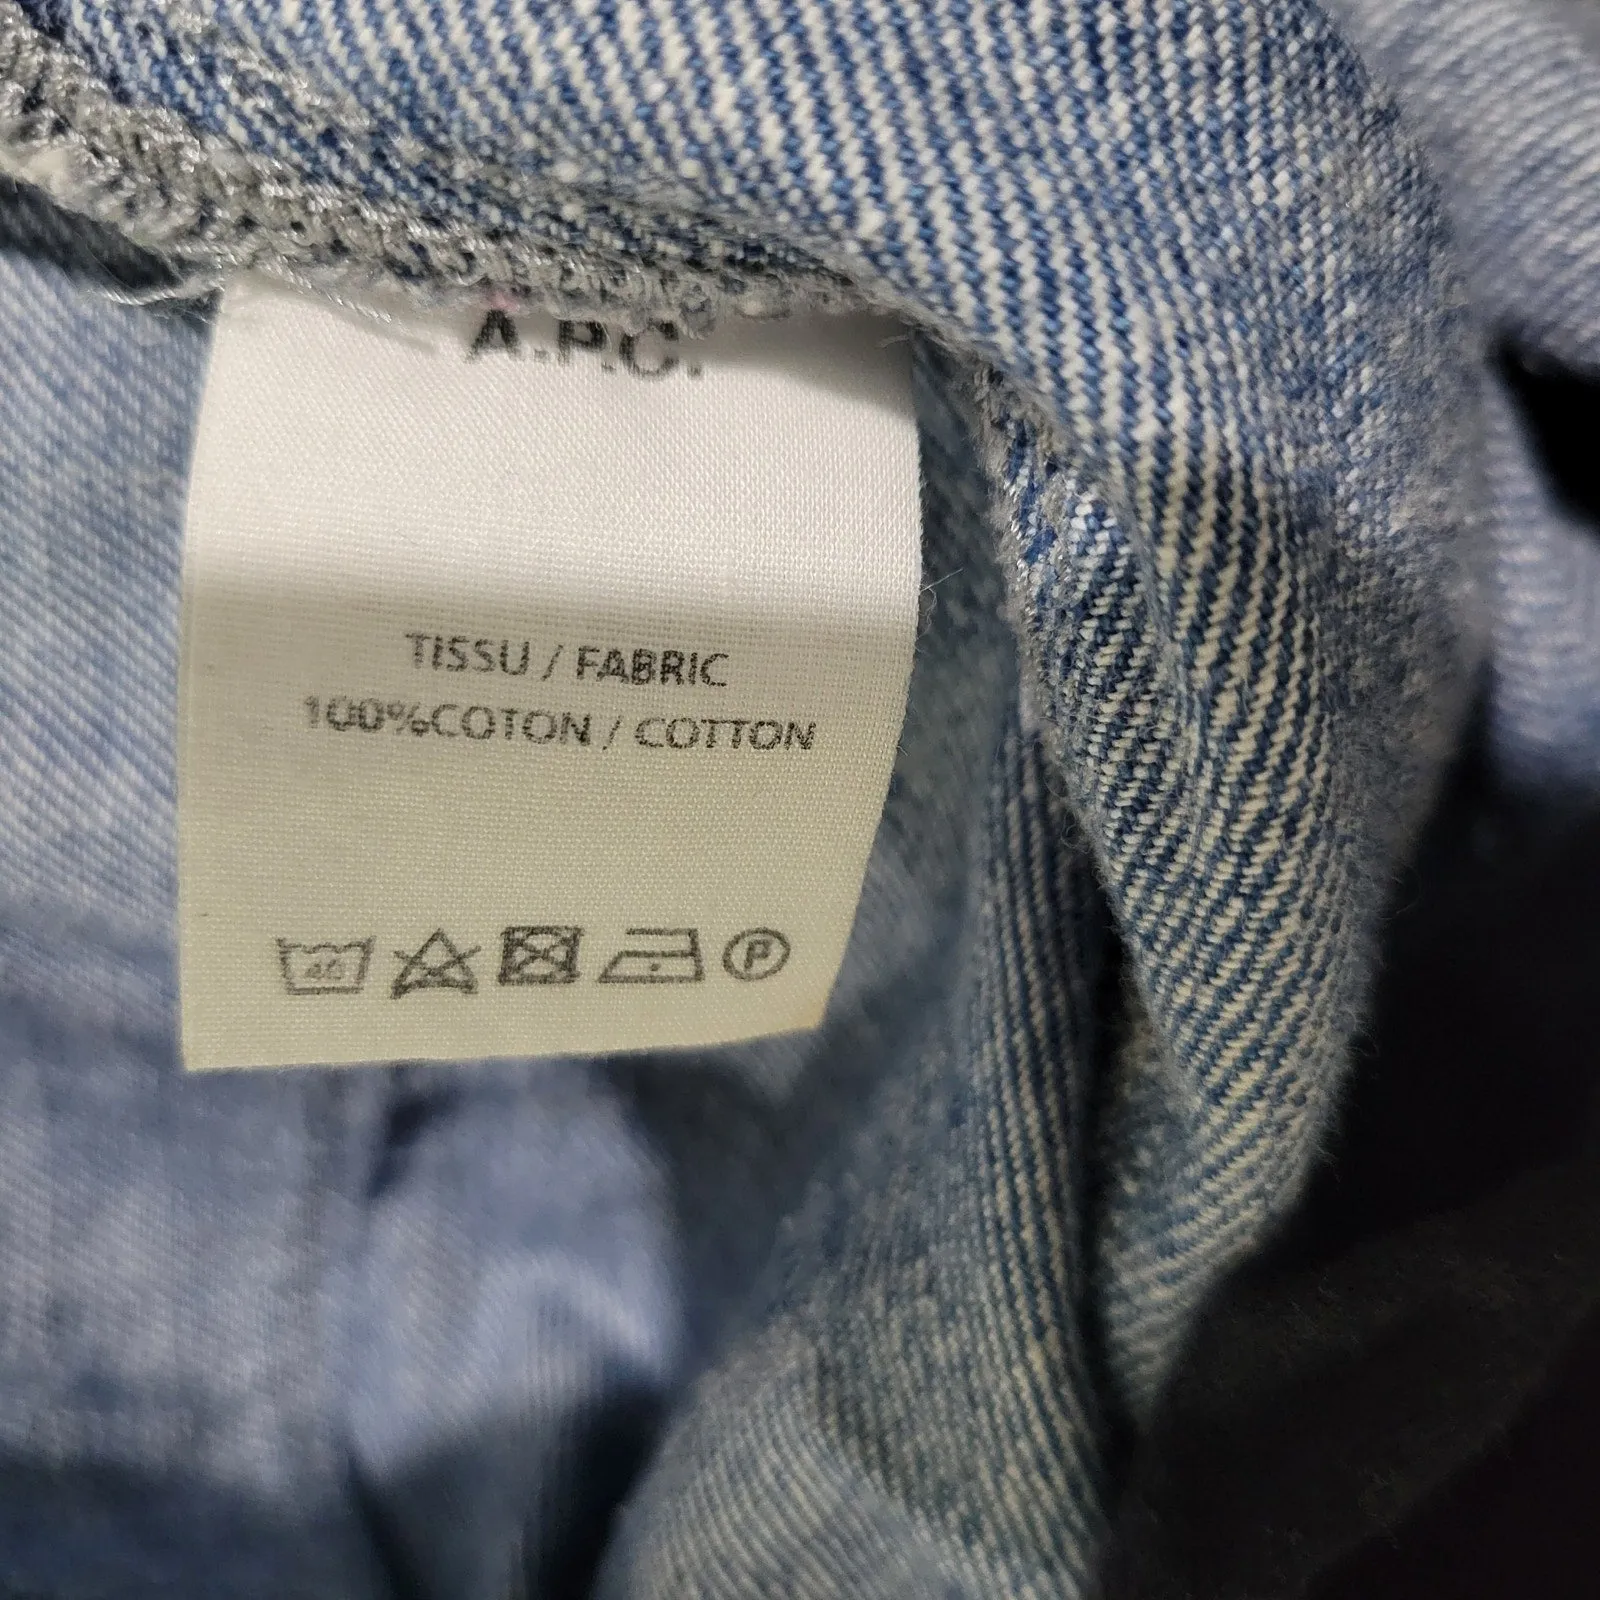 A.P.C.
TISSU / FABRIC
100%COTON / COTTON
40
P